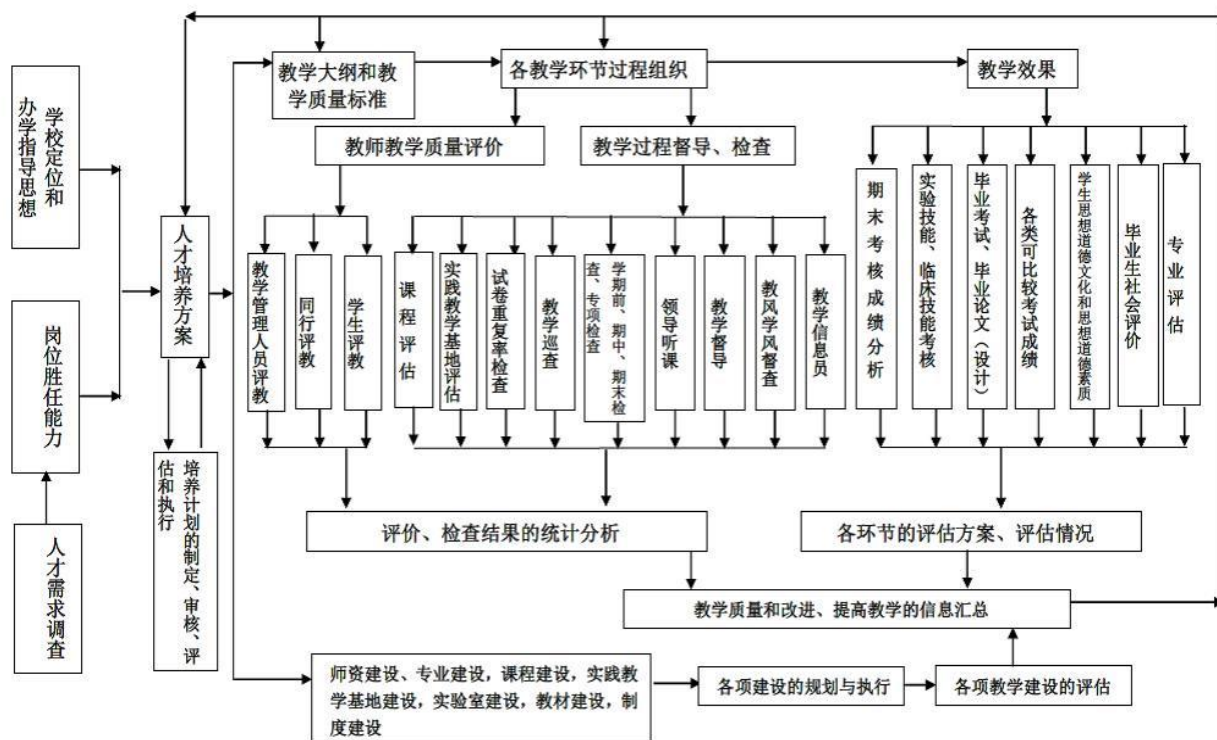 教学大纲和教
学质量标准
各教学环节过程组织
教学效果
学校定位和
办学指导思想
教师教学质量评价
教学过程督导、检查
人才培养方案
教学管理人员评教
同行评教
学生评教
课程评估
实践教学基地评估
试卷重复率检查
教学巡查
学期前、期中、期末检
查、专项检查
领导听课
教学督导
教风学风督查
教学信息员
期末考核成绩分析
实验技能、临床技能考核
毕业考试、毕业论文（设计）
各类可比较考试成绩
学生思想道德文化和思想道德素质
毕业生社会评价
专业评估
岗位胜任能力
培养计划的制定、审核、评
估和执行
人才需求调查
评价、检查结果的统计分析
各环节的评估方案、评估情况
教学质量和改进、提高教学的信息汇总
师资建设、专业建设，课程建设，实践教
学基地建设，实验室建设，教材建设，制
度建设
各项建设的规划与执行
各项教学建设的评估